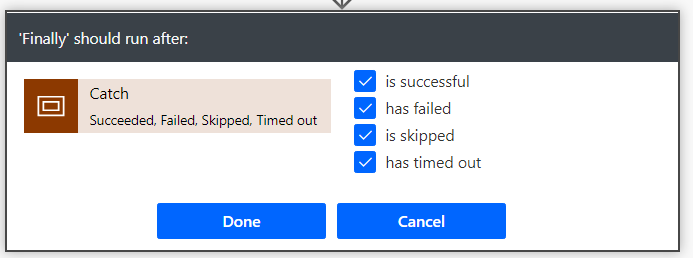 'Finally' should run after:
Catch
Succeeded, Failed, Skipped, Timed out
is successful
has failed
is skipped
has timed out
Done
Cancel